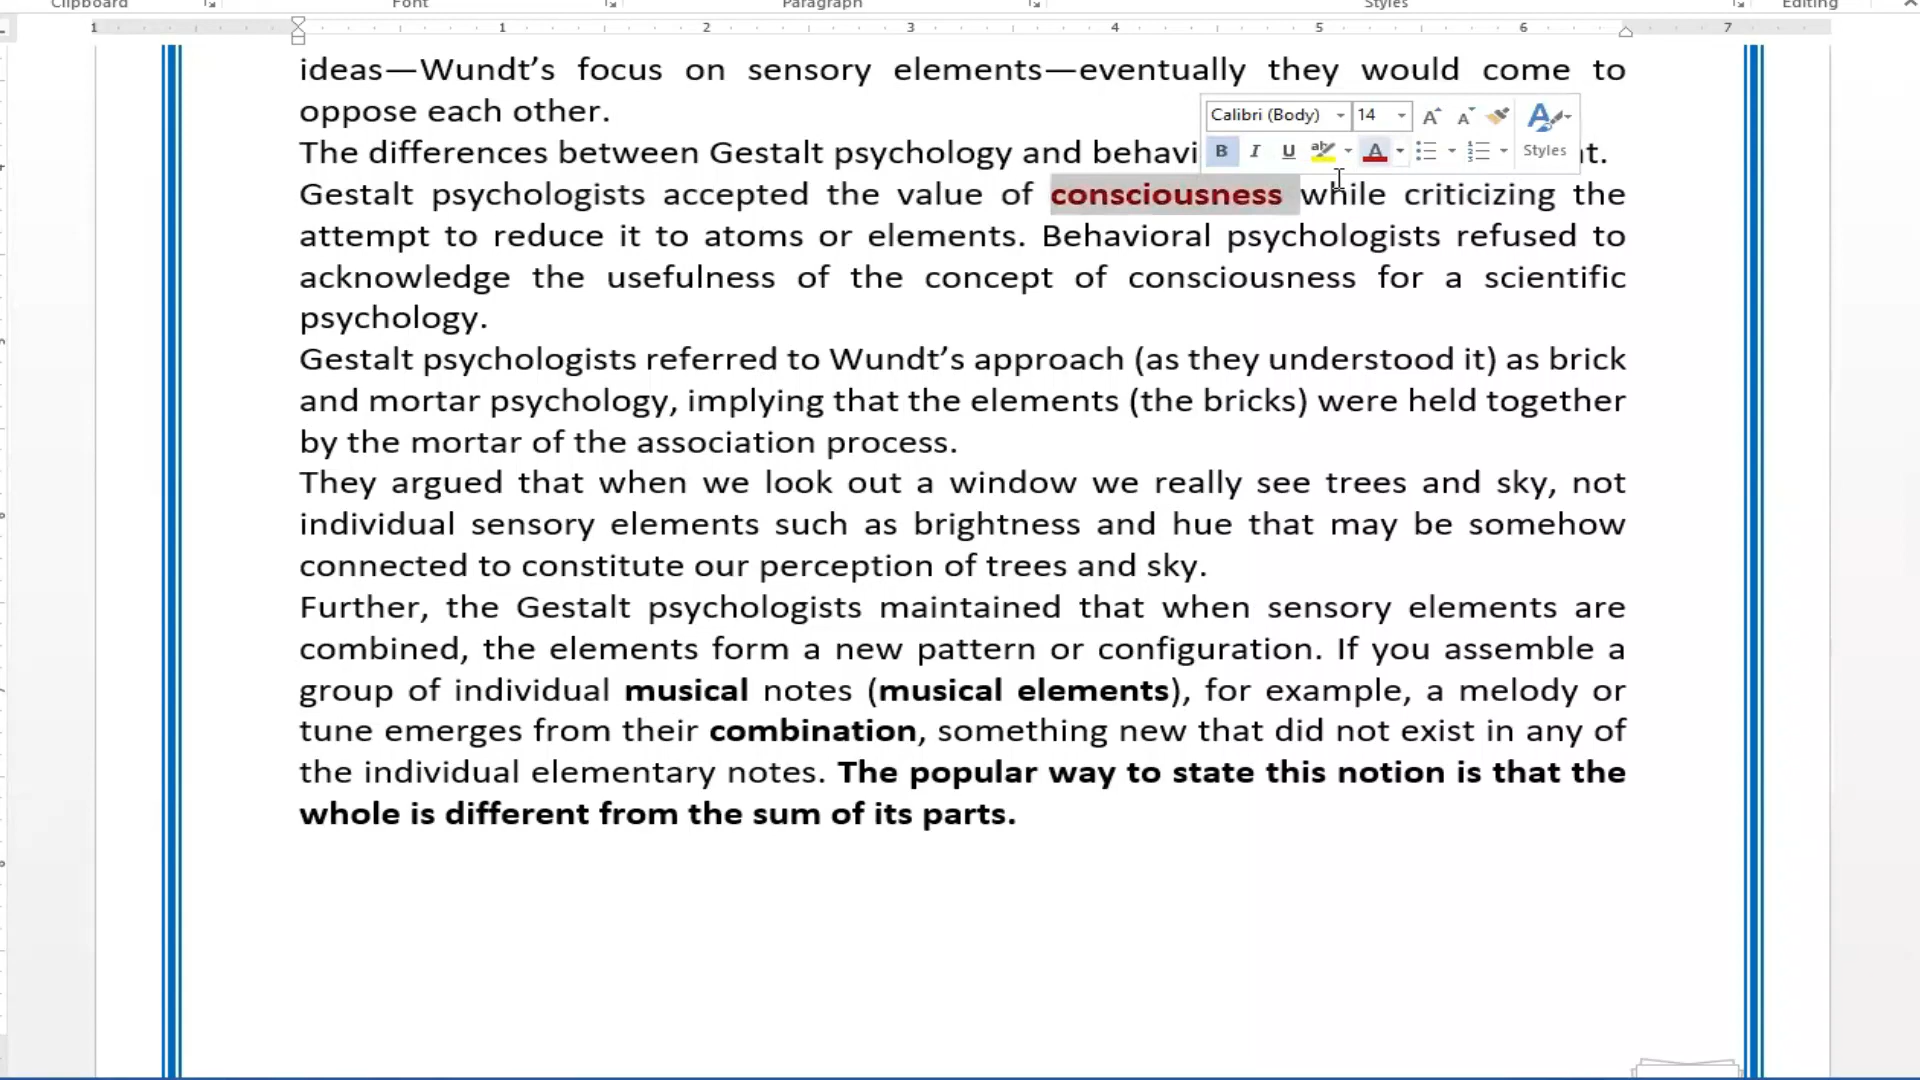 Clipboard Font Paragraph Styles Editing
1 1 2 3 4 5 6 7
ideas—Wundt’s focus on sensory elements—eventually they would come to
oppose each other.
Calibri (Body) 14
The differences between Gestalt psychology and behavi t.
B I U ab A Styles
Gestalt psychologists accepted the value of consciousness while criticizing the
attempt to reduce it to atoms or elements. Behavioral psychologists refused to
acknowledge the usefulness of the concept of consciousness for a scientific
psychology.
Gestalt psychologists referred to Wundt’s approach (as they understood it) as brick
and mortar psychology, implying that the elements (the bricks) were held together
by the mortar of the association process.
They argued that when we look out a window we really see trees and sky, not
individual sensory elements such as brightness and hue that may be somehow
connected to constitute our perception of trees and sky.
Further, the Gestalt psychologists maintained that when sensory elements are
combined, the elements form a new pattern or configuration. If you assemble a
group of individual musical notes (musical elements), for example, a melody or
tune emerges from their combination, something new that did not exist in any of
the individual elementary notes. The popular way to state this notion is that the
whole is different from the sum of its parts.